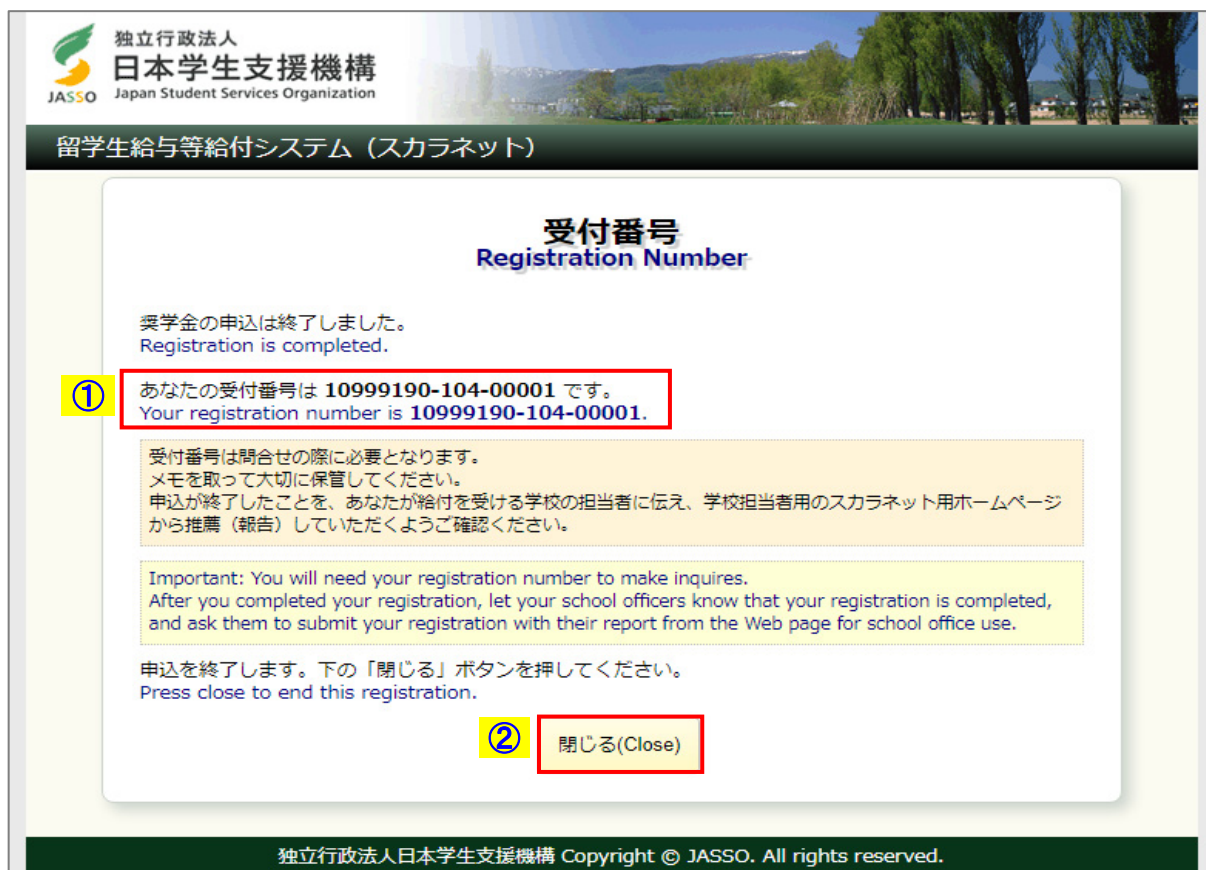 独立行政法人
日本学生支援機構
JASSO Japan Student Services Organization
留学生給与等給付システム（スカラネット）
受付番号
Registration Number
奨学金の申込は終了しました。
Registration is completed.
① あなたの受付番号は 10999190-104-00001 です。
Your registration number is 10999190-104-00001.
受付番号は問合せの際に必要となります。
メモを取って大切に保管してください。
申込が終了したことを、あなたが給付を受ける学校の担当者に伝え、学校担当者用のスカラネット用ホームページ
から推薦（報告）していただくようご確認ください。
Important: You will need your registration number to make inquires.
After you completed your registration, let your school officers know that your registration is completed,
and ask them to submit your registration with their report from the Web page for school office use.
申込を終了します。下の「閉じる」ボタンを押してください。
Press close to end this registration.
② 閉じる(Close)
独立行政法人日本学生支援機構 Copyright © JASSO. All rights reserved.